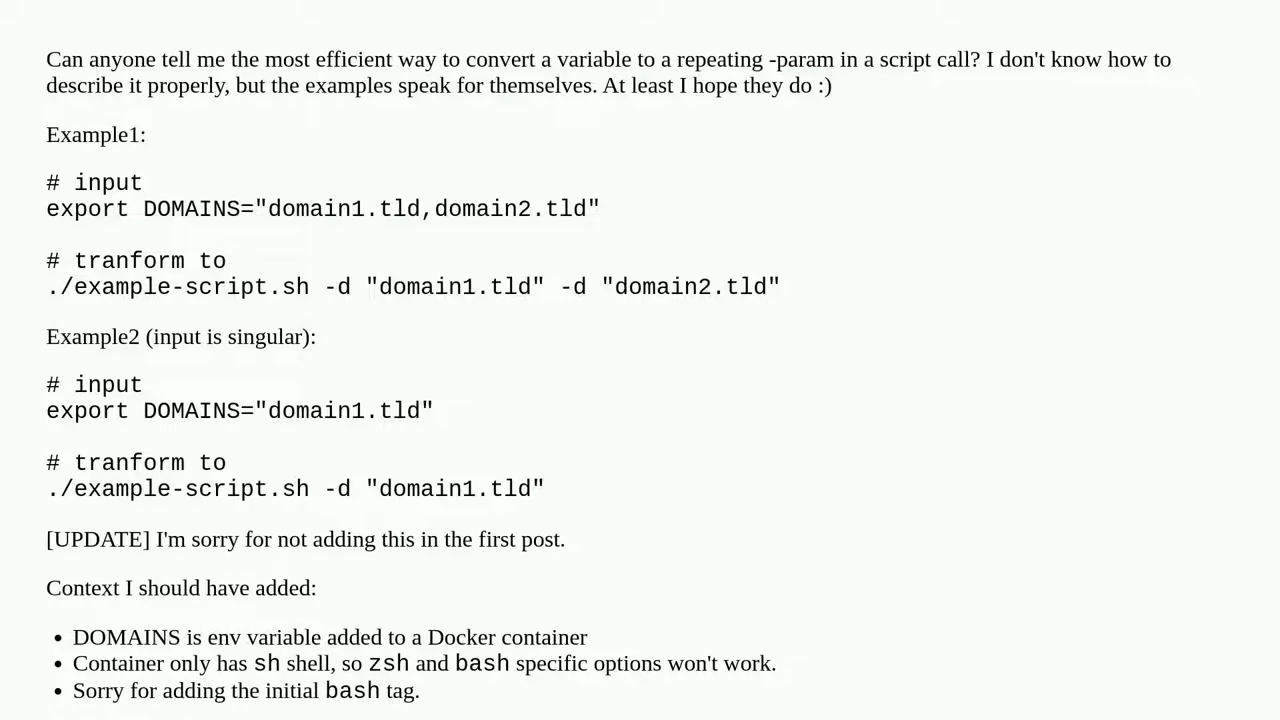 Can anyone tell me the most efficient way to convert a variable to a repeating -param in a script call? I don't know how to
describe it properly, but the examples speak for themselves. At least I hope they do :)
Example1:
# input
export DOMAINS="domain1.tld,domain2.tld"
# tranform to
./example-script.sh -d "domain1.tld" -d "domain2.tld"
Example2 (input is singular):
# input
export DOMAINS="domain1.tld"
# tranform to
./example-script.sh -d "domain1.tld"
[UPDATE] I'm sorry for not adding this in the first post.
Context I should have added:
• DOMAINS is env variable added to a Docker container
• Container only has sh shell, so zsh and bash specific options won't work.
• Sorry for adding the initial bash tag.